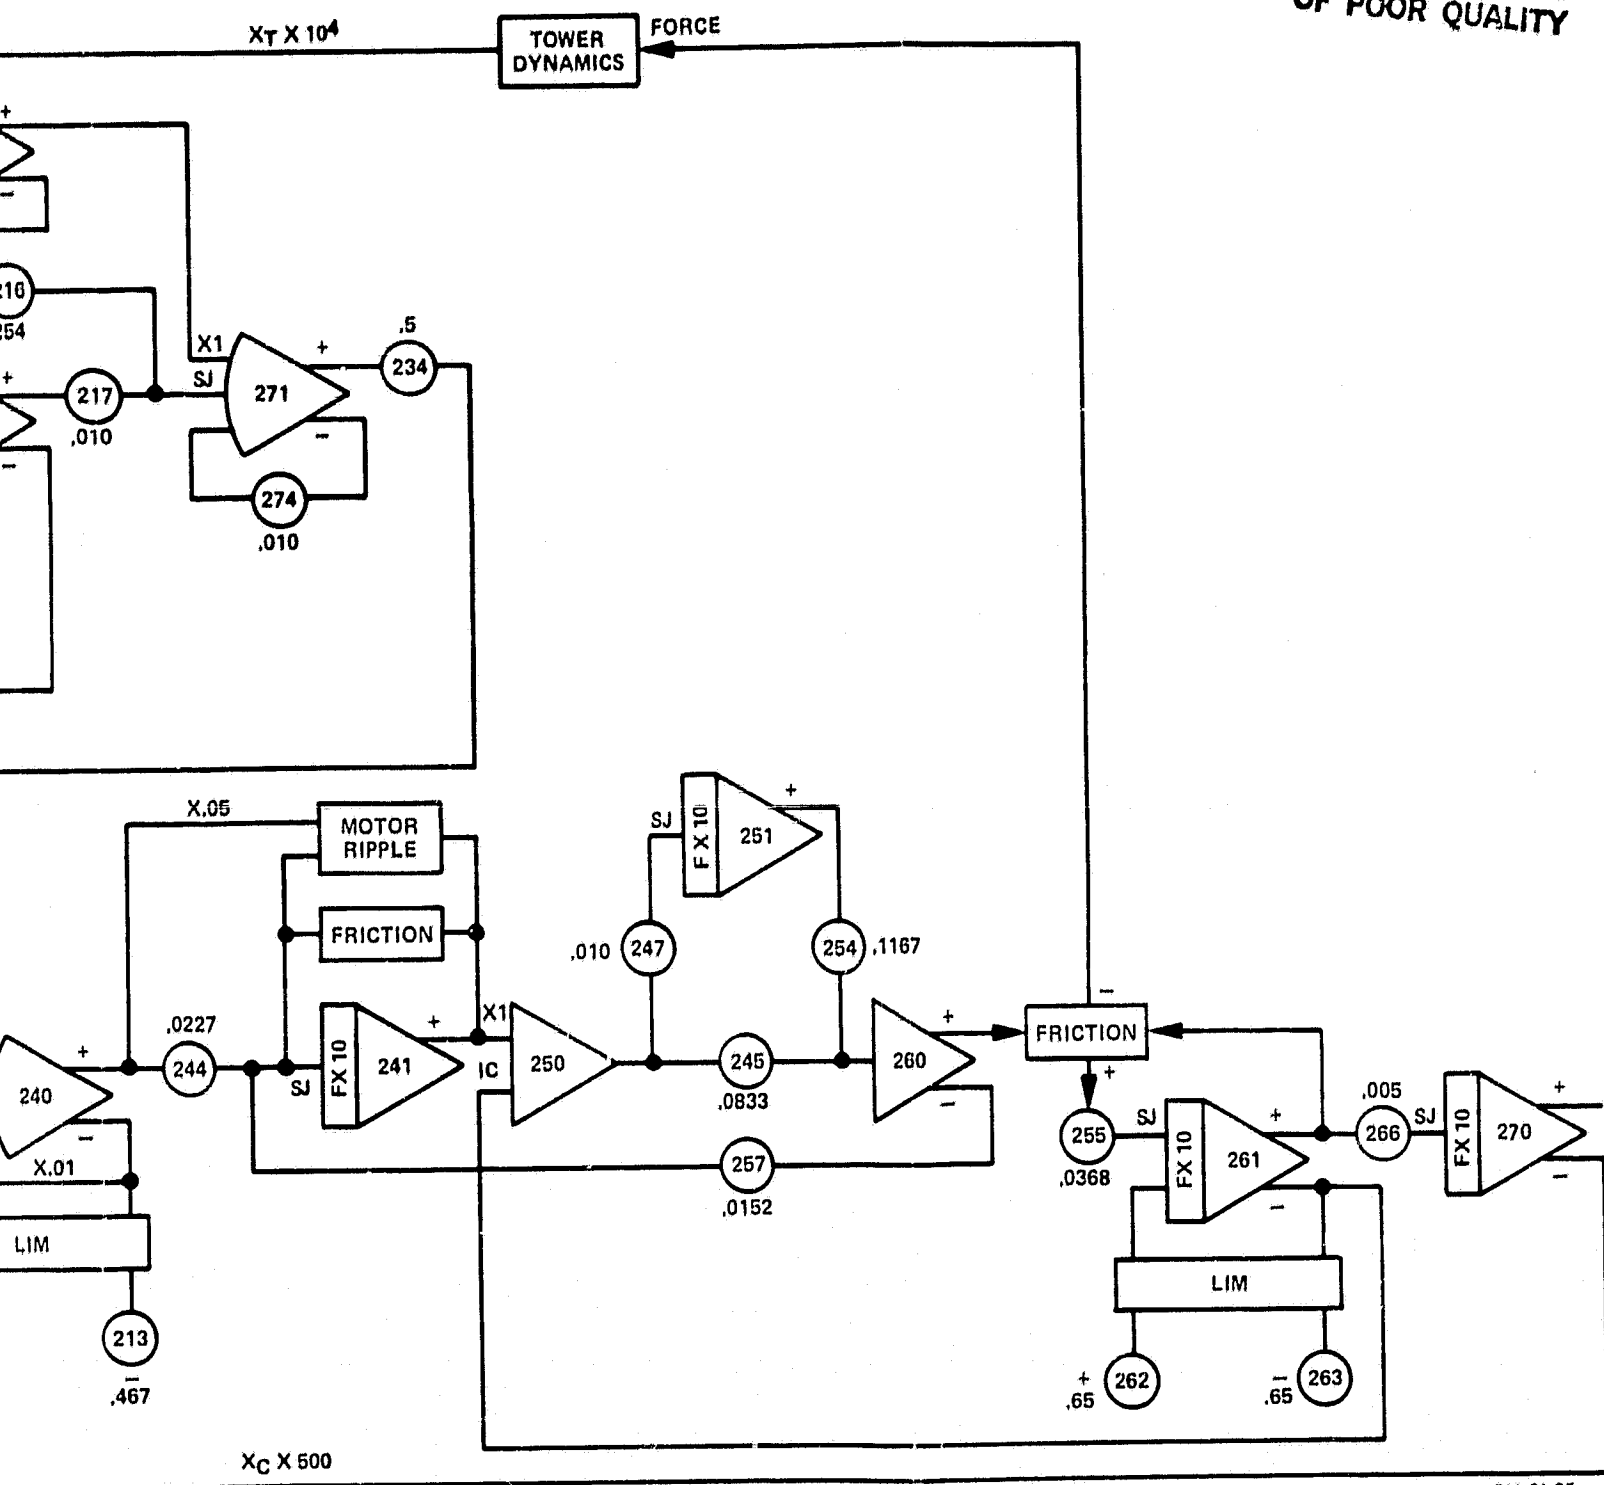 OF POOR QUALITY
XT X 10⁴
TOWER
DYNAMICS
FORCE
+
−
+
−
216
254
217
.010
X1
SJ
271
+
−
.5
234
274
.010
X.05
MOTOR
RIPPLE
FRICTION
240
+
−
X.01
LIM
213
−
.467
.0227
244
SJ
FX 10
241
+
X1
IC
250
.010
247
SJ
FX 10
251
+
254
.1167
245
.0833
257
.0152
260
+
−
−
FRICTION
+
255
.0368
SJ
FX 10
261
+
−
LIM
+
.65
262
−
.65
263
.005
266
SJ
FX 10
270
+
−
XC X 500